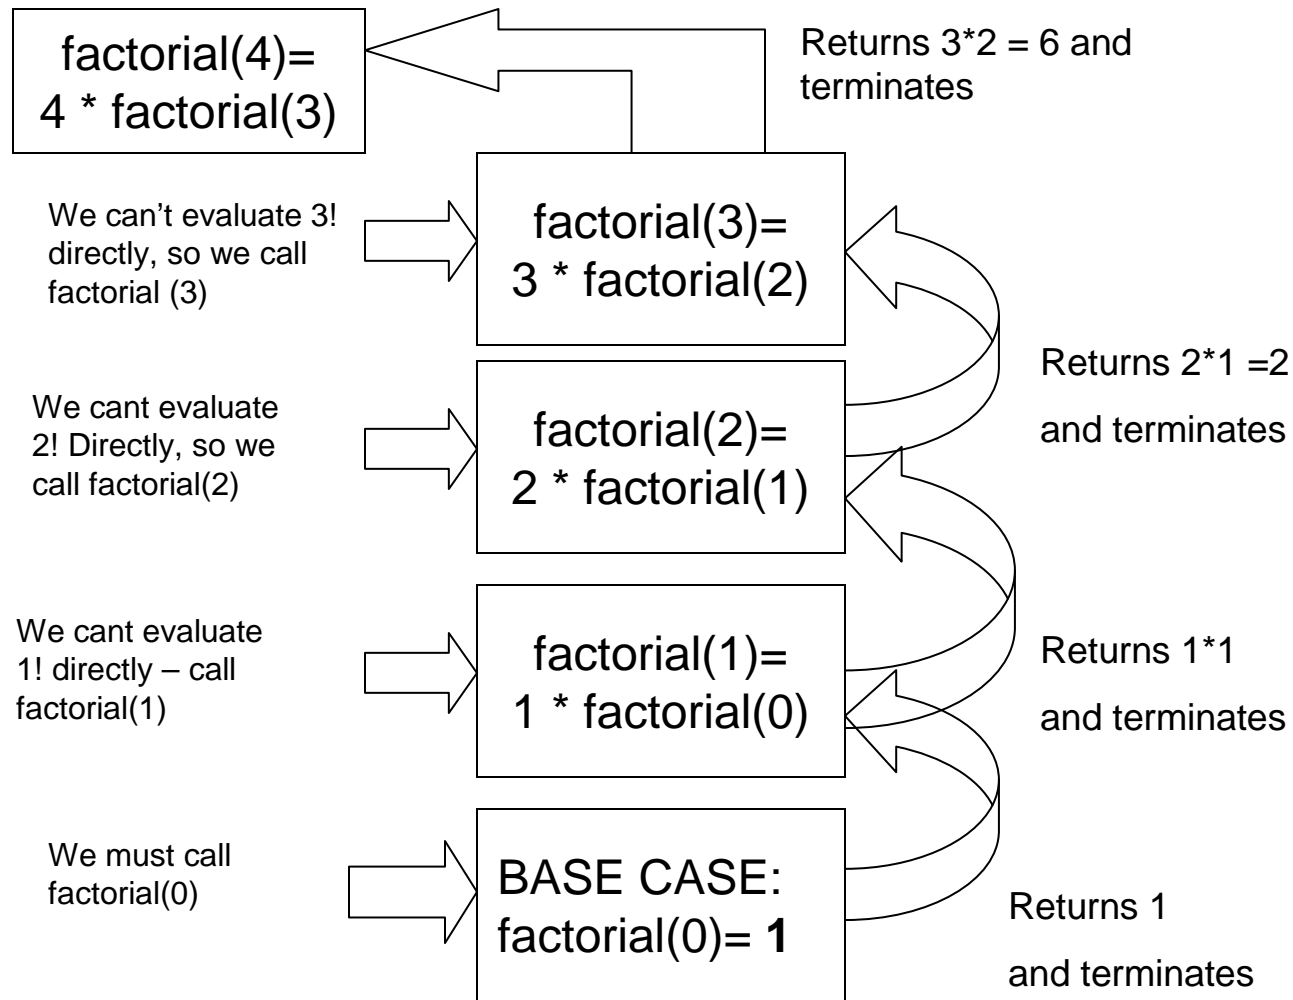 factorial(4)=
4 * factorial(3)
Returns 3*2 = 6 and
terminates
We can't evaluate 3!
directly, so we call
factorial (3)
factorial(3)=
3 * factorial(2)
Returns 2*1 =2
and terminates
We cant evaluate
2! Directly, so we
call factorial(2)
factorial(2)=
2 * factorial(1)
We cant evaluate
1! directly – call
factorial(1)
factorial(1)=
1 * factorial(0)
Returns 1*1
and terminates
We must call
factorial(0)
BASE CASE:
factorial(0)= 1
Returns 1
and terminates